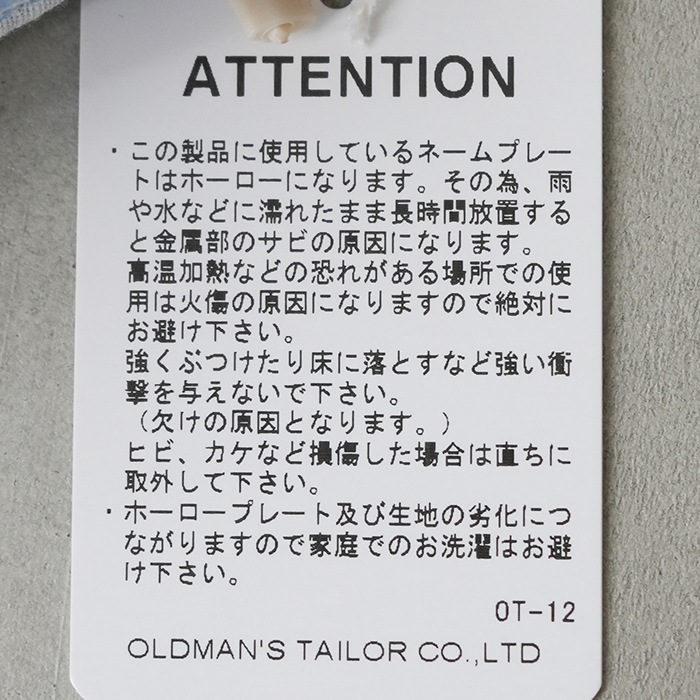 ATTENTION
・この製品に使用しているネームプレー
トはホーローになります。その為、雨
や水などに濡れたまま長時間放置する
と金属部のサビの原因になります。
高温加熱などの恐れがある場所での使
用は火傷の原因になりますので絶対に
お避け下さい。
強くぶつけたり床に落とすなど強い衝
撃を与えないで下さい。
（欠けの原因となります。）
ヒビ、カケなど損傷した場合は直ちに
取外して下さい。
・ホーロープレート及び生地の劣化につ
ながりますので家庭でのお洗濯はお避
け下さい。
OT-12
OLDMAN'S TAILOR CO.,LTD